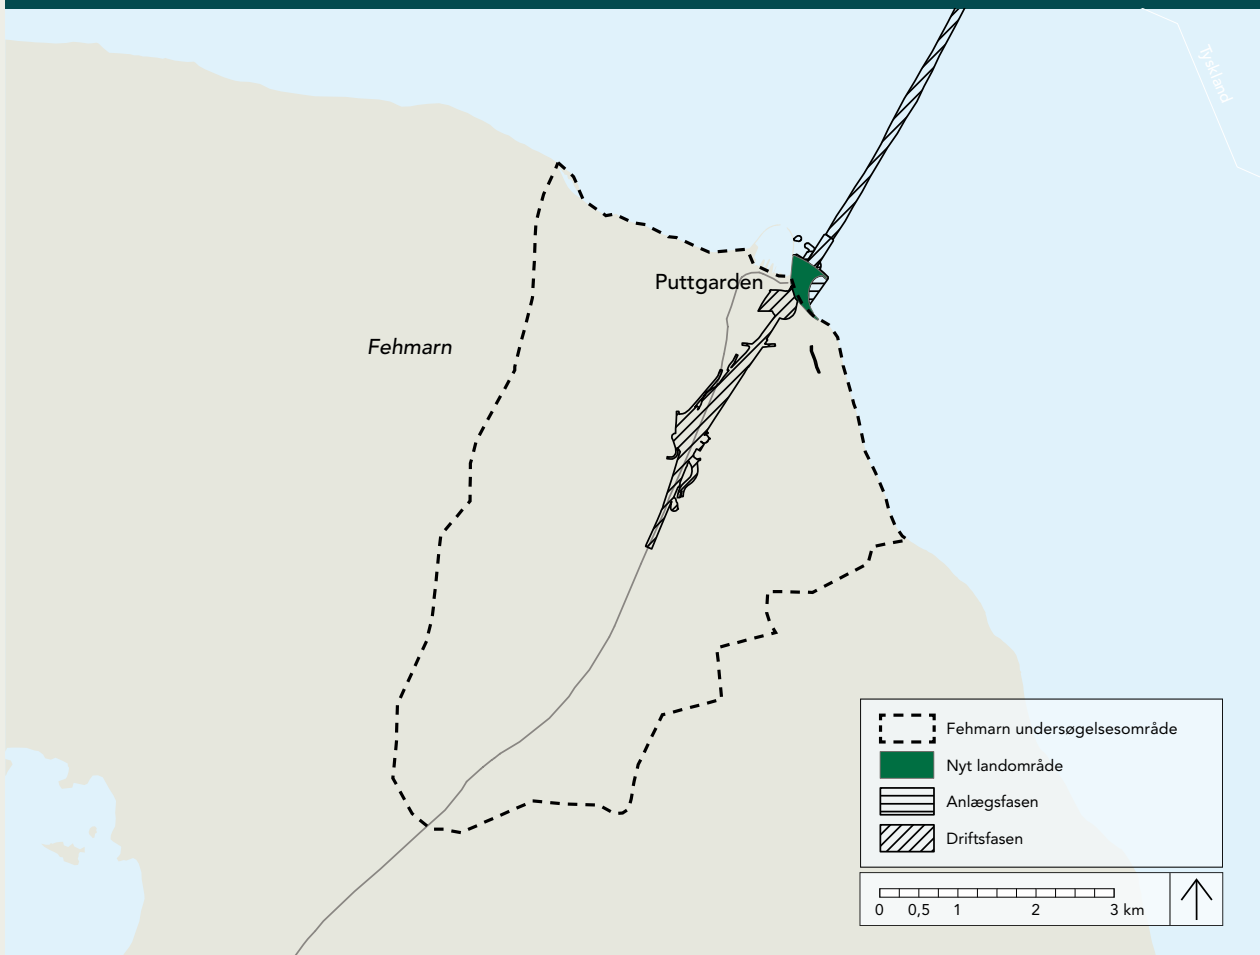 Tyskland
Puttgarden
Fehmarn
Fehmarn undersøgelsesområde
Nyt landområde
Anlægsfasen
Driftsfasen
0 0,5 1 2 3 km